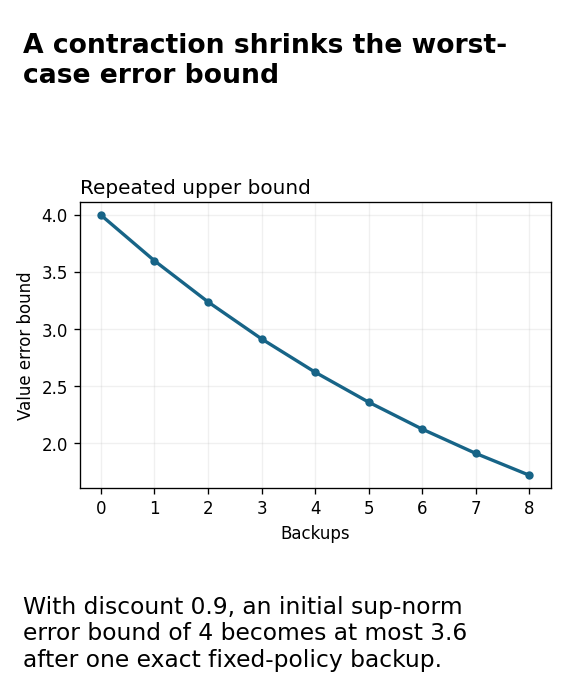 A contraction shrinks the worst-
case error bound
Repeated upper bound
4.0
3.5
3.0
2.5
2.0
Value error bound
0 1 2 3 4 5 6 7 8
Backups
With discount 0.9, an initial sup-norm
error bound of 4 becomes at most 3.6
after one exact fixed-policy backup.